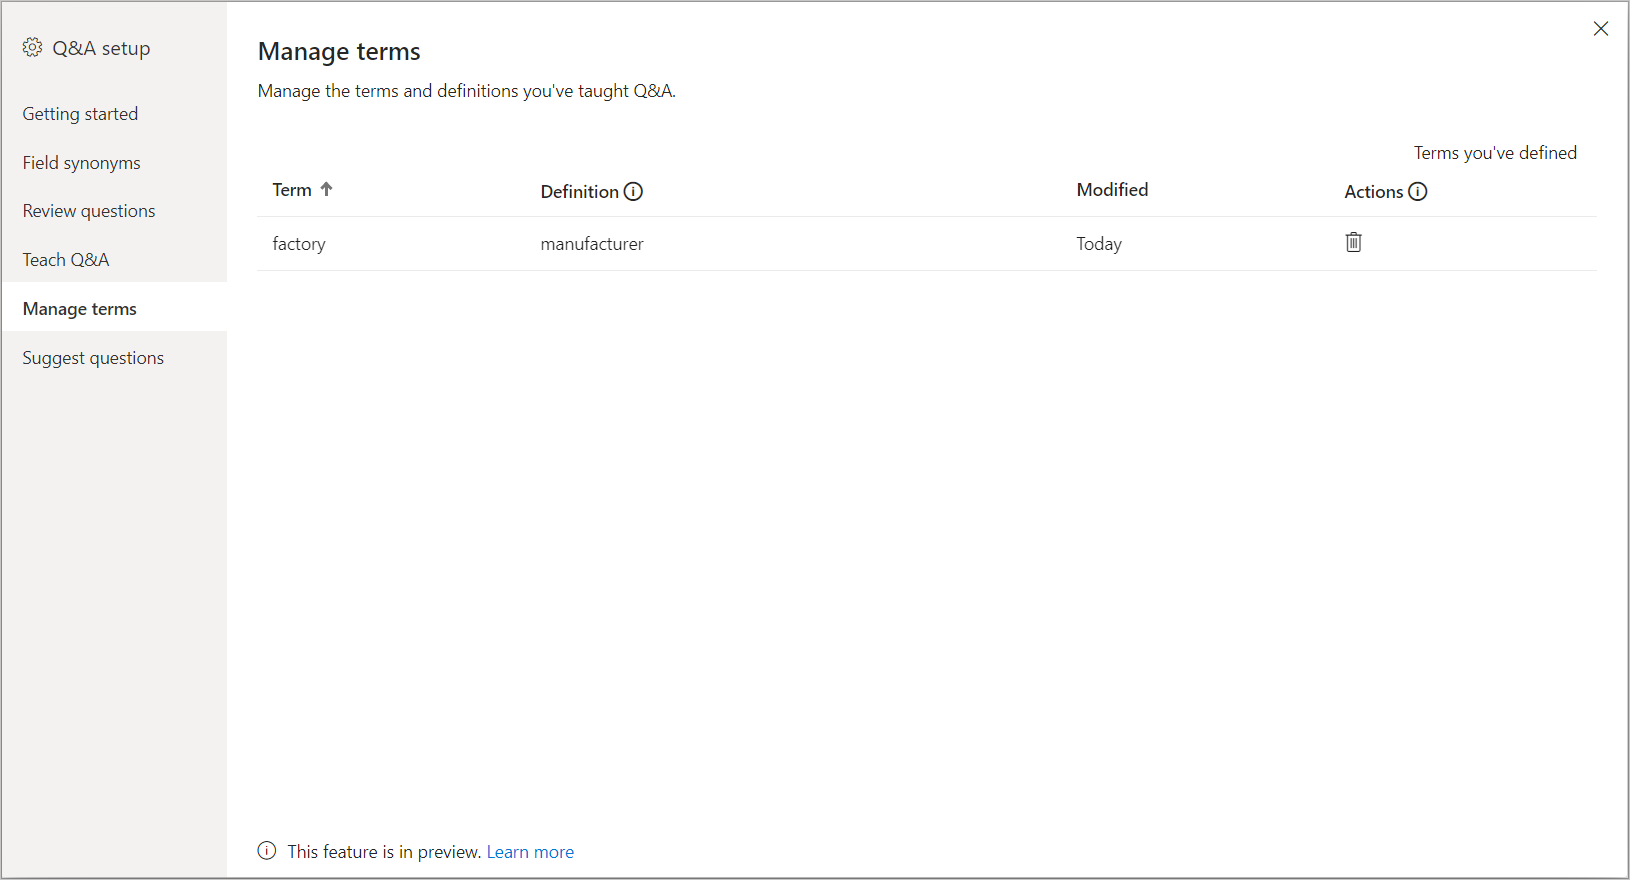 Q&A setup
Getting started
Field synonyms
Review questions
Teach Q&A
Manage terms
Suggest questions
Manage terms
Manage the terms and definitions you've taught Q&A.
Terms you've defined
Term Definition Modified Actions
factory manufacturer Today
This feature is in preview. Learn more